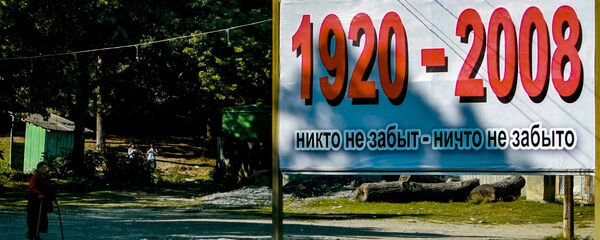 1920 - 2008
никто не забыт - ничто не забыто